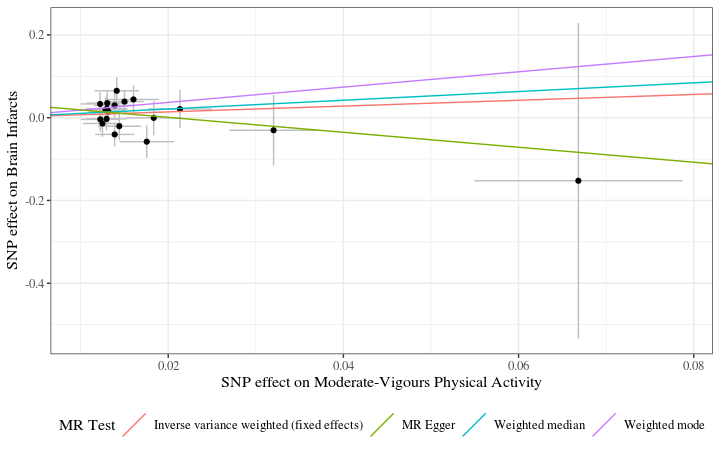 0.2
0.0
-0.2
-0.4
SNP effect on Brain Infarcts
0.02 0.04 0.06 0.08
SNP effect on Moderate-Vigours Physical Activity
MR Test Inverse variance weighted (fixed effects) MR Egger Weighted median Weighted mode